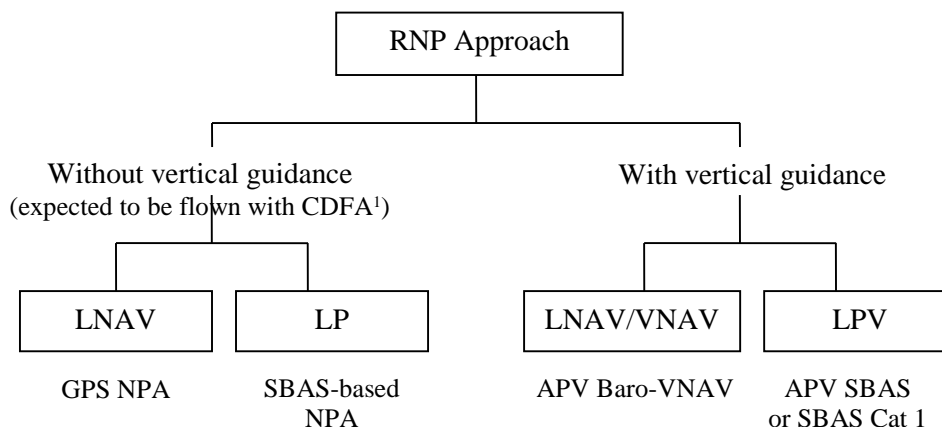 RNP Approach
Without vertical guidance
(expected to be flown with CDFA¹)
With vertical guidance
LNAV
LP
LNAV/VNAV
LPV
GPS NPA
SBAS-based
NPA
APV Baro-VNAV
APV SBAS
or SBAS Cat 1